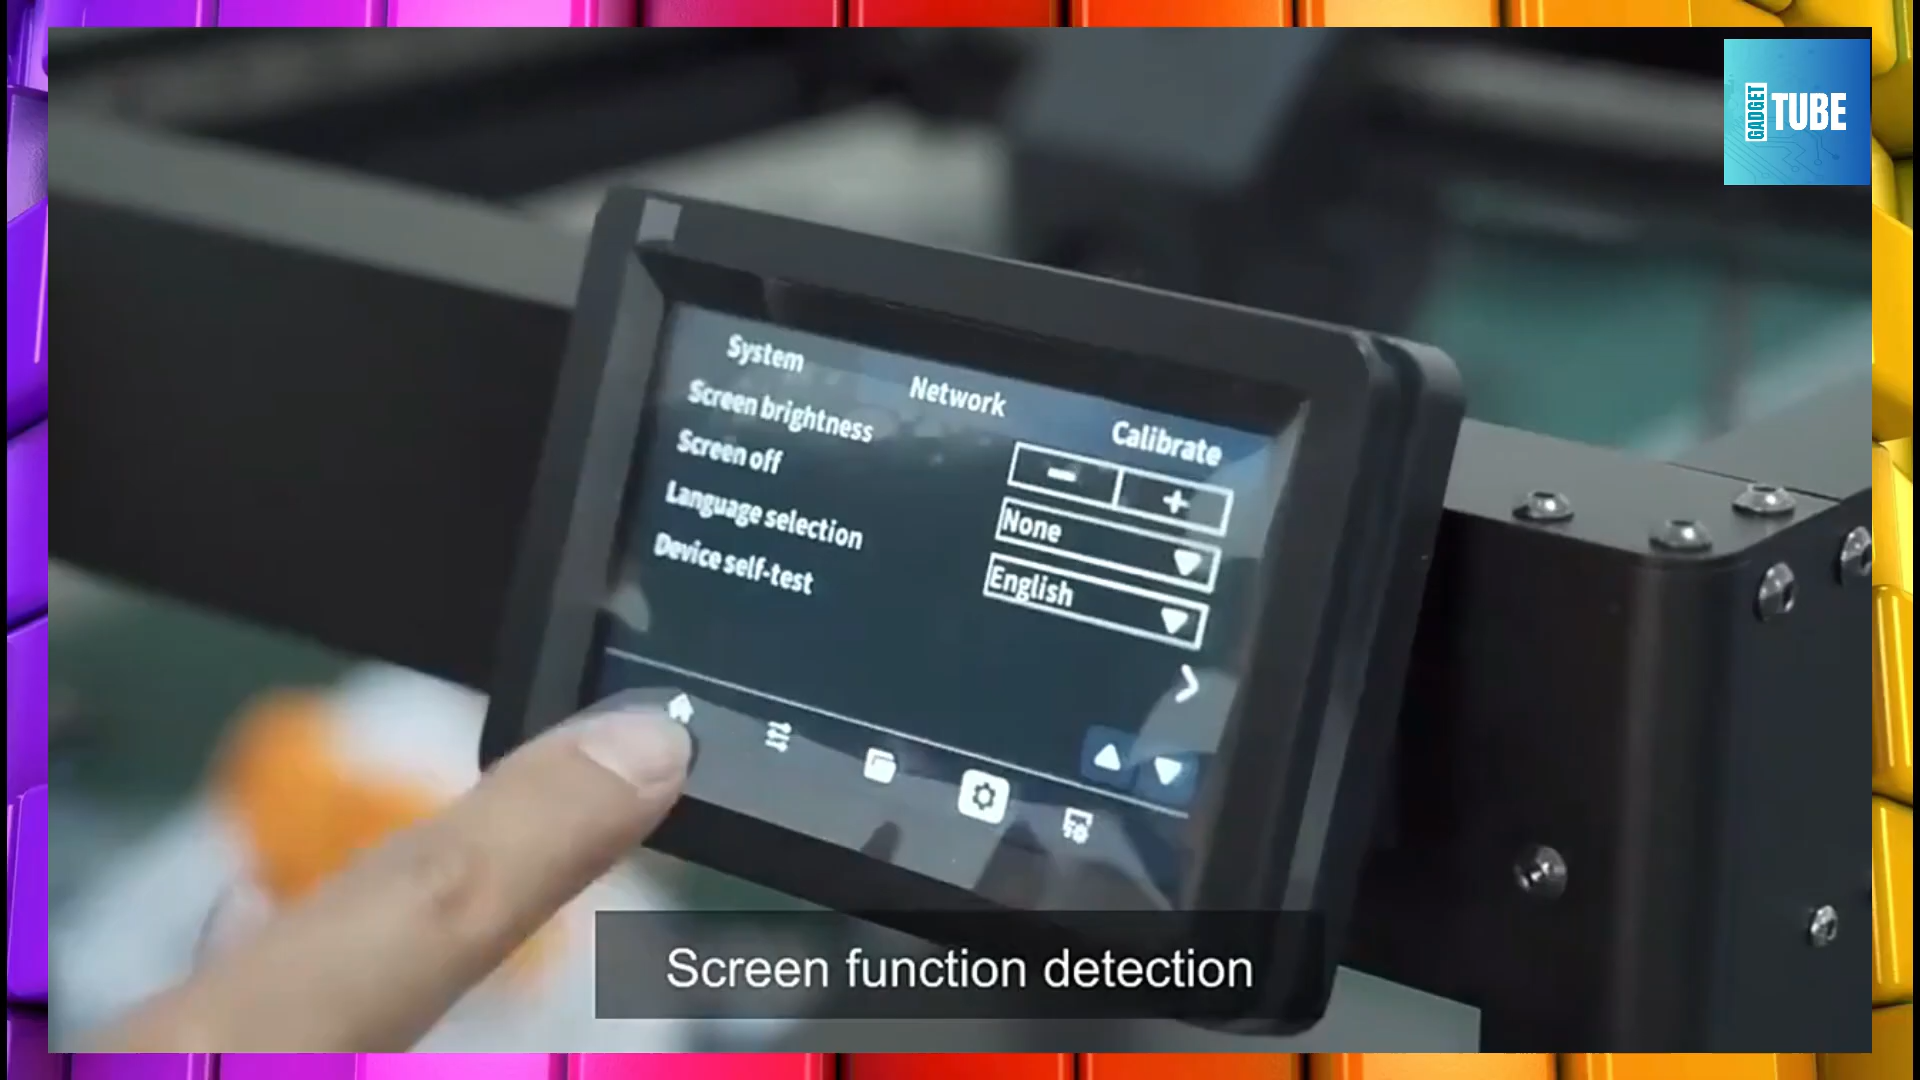 GADGET
TUBE
System
Network
Calibrate
Screen brightness
Screen off
None
Language selection
English
Device self-test
Screen function detection